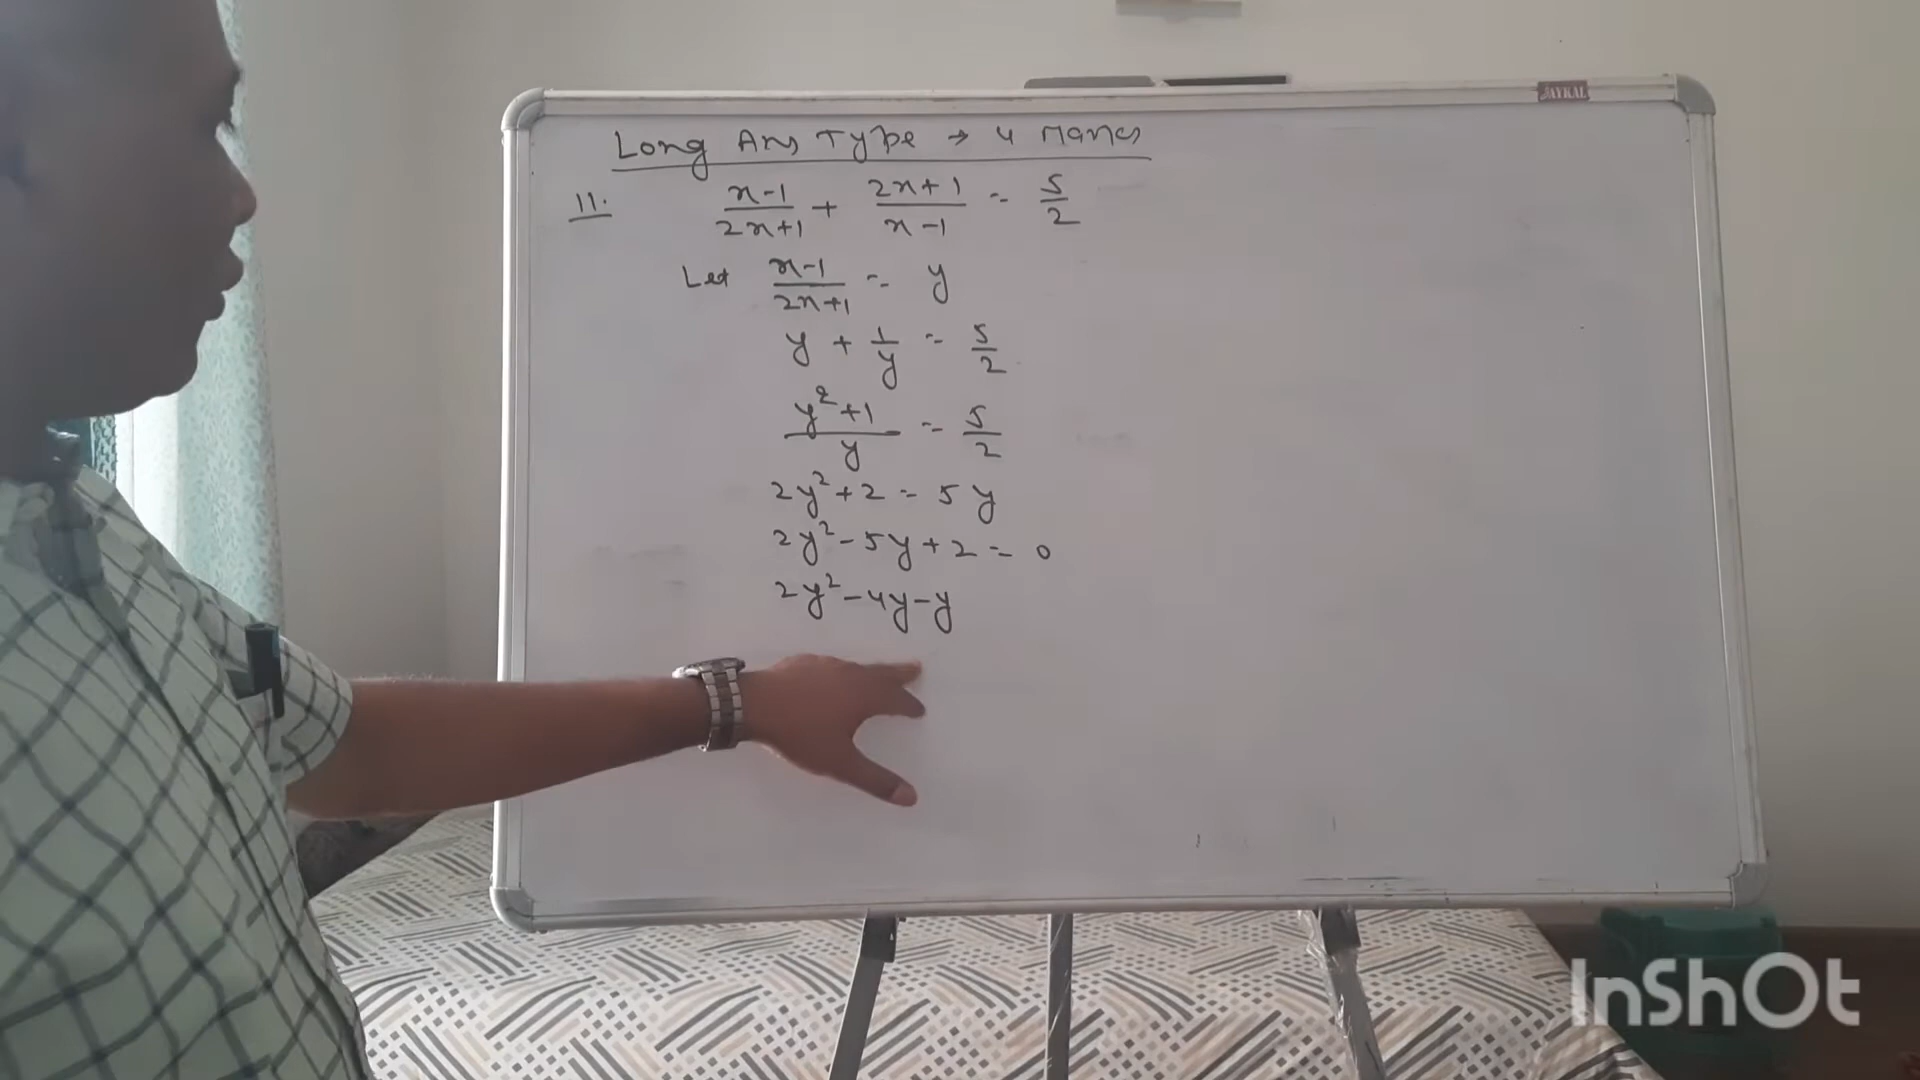 JAYKAL
Long Ans Type → 4 Marks
11. x-1/2x+1 + 2x+1/x-1 = 5/2
Let x-1/2x+1 = y
y + 1/y = 5/2
y²+1/y = 5/2
2y²+2 = 5y
2y²-5y+2 = 0
2y²-4y-y
InShOt